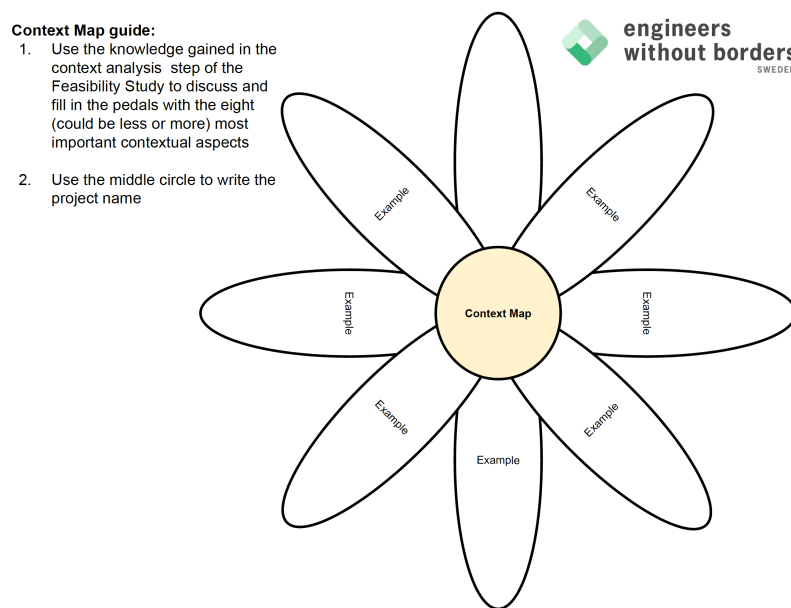 Context Map guide:
1. Use the knowledge gained in the
context analysis step of the
Feasibility Study to discuss and
fill in the pedals with the eight
(could be less or more) most
important contextual aspects
2. Use the middle circle to write the
project name
engineers
without borders
SWEDEN
Example
Example
Example
Context Map
Example
Example
Example
Example